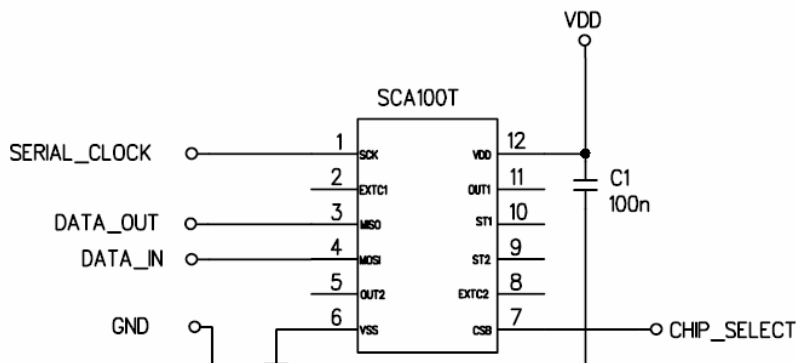 VDD
SCA100T
SERIAL_CLOCK
1
SCK
VDD
12
2
EXTC1
OUT1
11
C1
100n
DATA_OUT
3
MISO
ST1
10
DATA_IN
4
MOSI
ST2
9
5
OUT2
EXTC2
8
GND
6
VSS
CSB
7
CHIP_SELECT